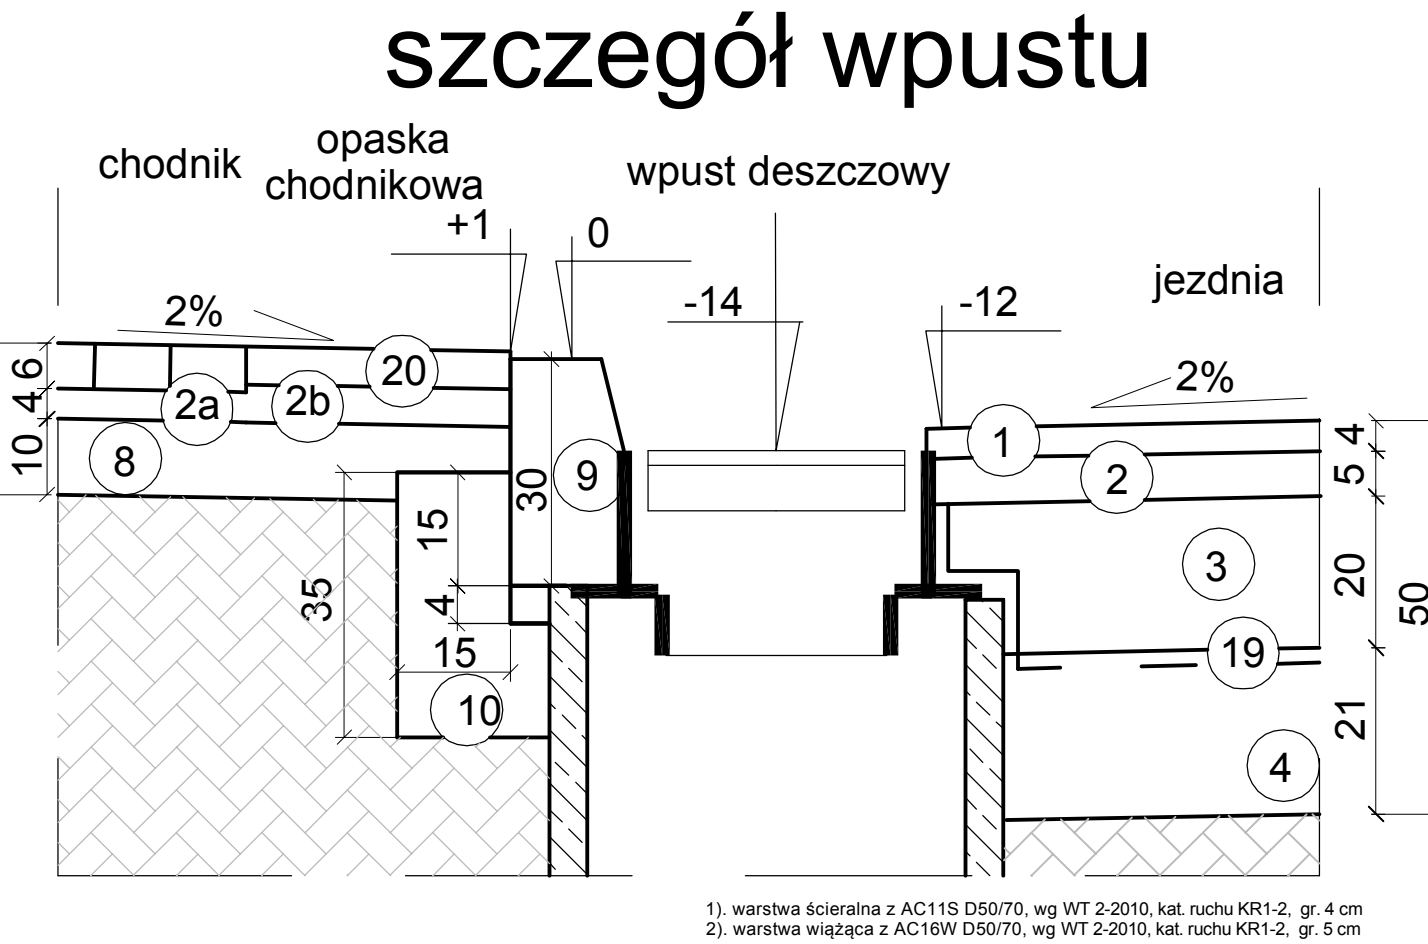 szczegół wpustu
chodnik
opaska
chodnikowa
wpust deszczowy
jezdnia
+1
0
-14
-12
2%
2%
6
4
10
20
2a
2b
8
9
30
15
35
4
15
10
1
2
3
19
4
4
5
20
21
50
1). warstwa ścieralna z AC11S D50/70, wg WT 2-2010, kat. ruchu KR1-2, gr. 4 cm
2). warstwa wiążąca z AC16W D50/70, wg WT 2-2010, kat. ruchu KR1-2, gr. 5 cm